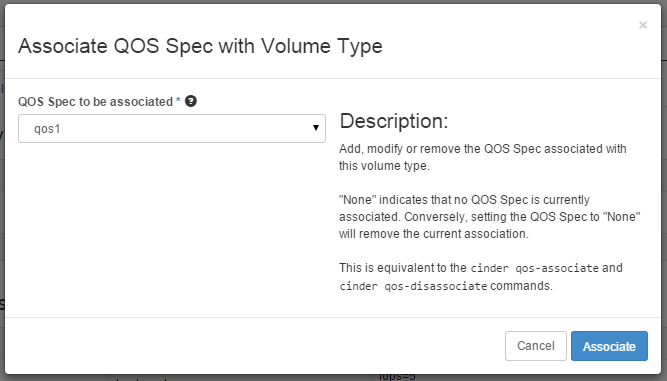 Associate QOS Spec with Volume Type
×
QOS Spec to be associated * ?
qos1
Description:
Add, modify or remove the QOS Spec associated with
this volume type.
"None" indicates that no QOS Spec is currently
associated. Conversely, setting the QOS Spec to "None"
will remove the current association.
This is equivalent to the cinder qos-associate and
cinder qos-disassociate commands.
Cancel
Associate